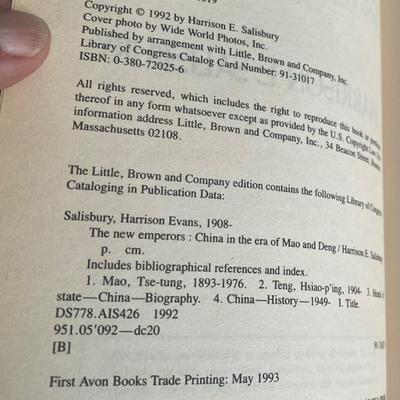 019
Copyright © 1992 by Harrison E. Salisbury
Cover photo by Wide World Photos, Inc.
Published by arrangement with Little, Brown and Company, Inc.
Library of Congress Catalog Card Number: 91-31017
ISBN: 0-380-72025-6
All rights reserved, which includes the right to reproduce this book or portions
thereof in any form whatsoever except as provided by the U.S. Copyright Law. For
information address Little, Brown and Company, Inc., 34 Beacon Street, Boston,
Massachusetts 02108.
The Little, Brown and Company edition contains the following Library of Congress
Cataloging in Publication Data:
Salisbury, Harrison Evans, 1908-
The new emperors : China in the era of Mao and Deng / Harrison E. Salisbury
p. cm.
Includes bibliographical references and index.
1. Mao, Tse-tung, 1893-1976. 2. Teng, Hsiao-p'ing, 1904- 3. Heads of
state—China—Biography. 4. China—History—1949- I. Title.
DS778.A1S426 1992
951.05'092—dc20
[B]
First Avon Books Trade Printing: May 1993